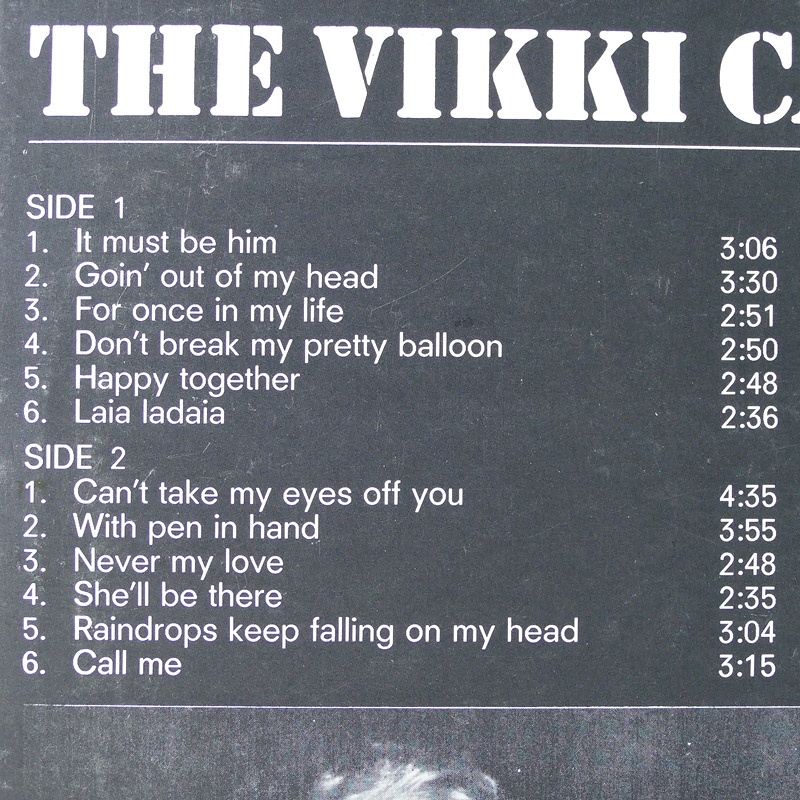 THE VIKKI C
SIDE 1
1. It must be him 3:06
2. Goin' out of my head 3:30
3. For once in my life 2:51
4. Don't break my pretty balloon 2:50
5. Happy together 2:48
6. Laia ladaia 2:36
SIDE 2
1. Can't take my eyes off you 4:35
2. With pen in hand 3:55
3. Never my love 2:48
4. She'll be there 2:35
5. Raindrops keep falling on my head 3:04
6. Call me 3:15